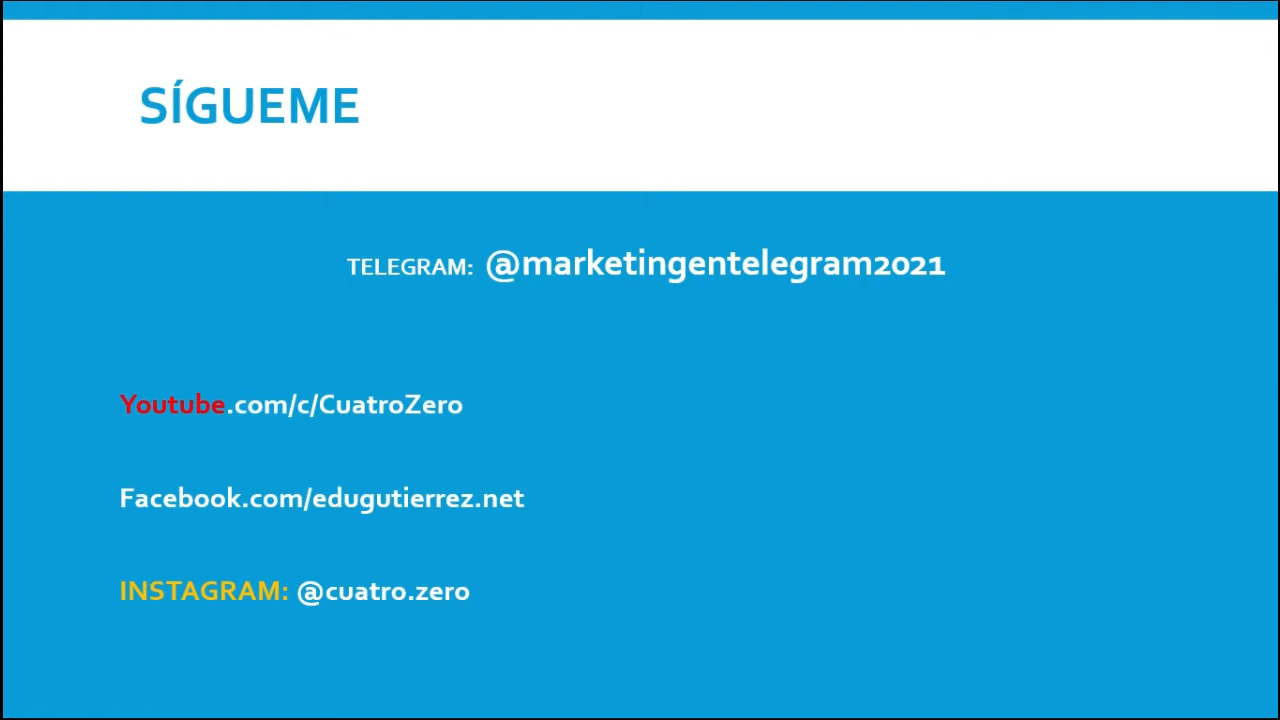 SÍGUEME
TELEGRAM: @marketingentelegram2021
Youtube.com/c/CuatroZero
Facebook.com/edugutierrez.net
INSTAGRAM: @cuatro.zero